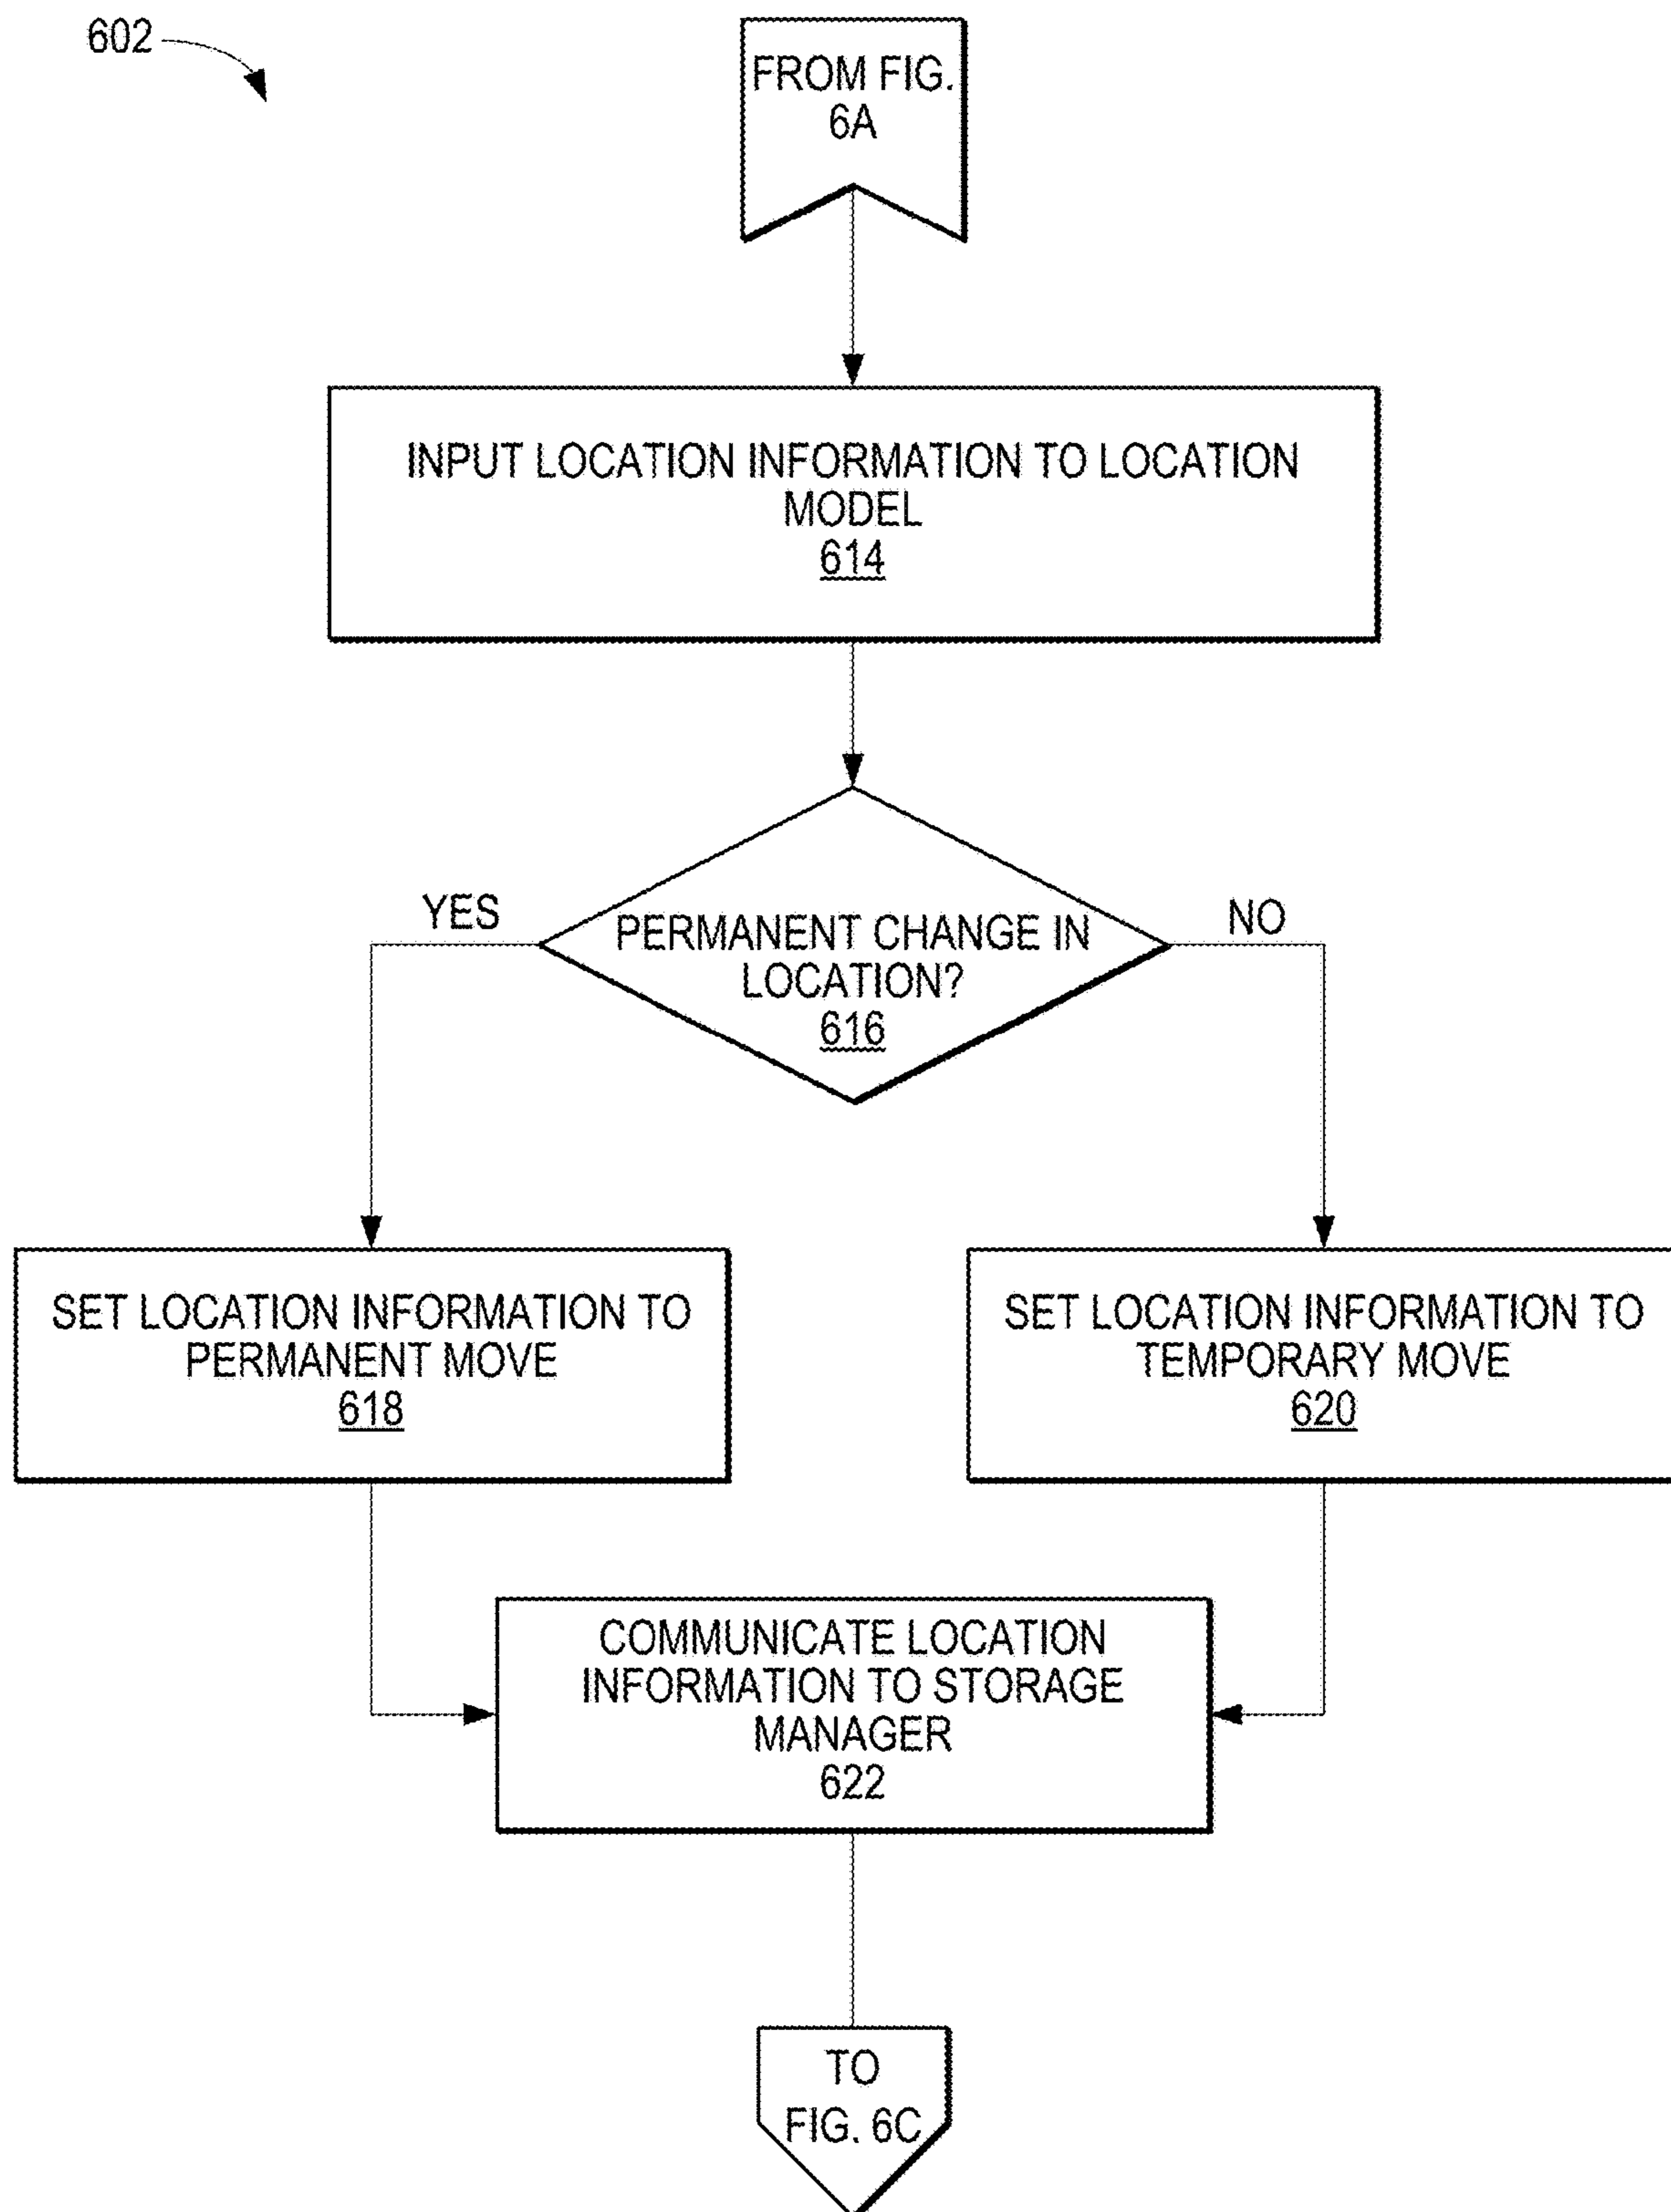 602
FROM FIG.
6A
INPUT LOCATION INFORMATION TO LOCATION
MODEL
614
YES
PERMANENT CHANGE IN
LOCATION?
616
NO
SET LOCATION INFORMATION TO
PERMANENT MOVE
618
SET LOCATION INFORMATION TO
TEMPORARY MOVE
620
COMMUNICATE LOCATION
INFORMATION TO STORAGE
MANAGER
622
TO
FIG. 6C